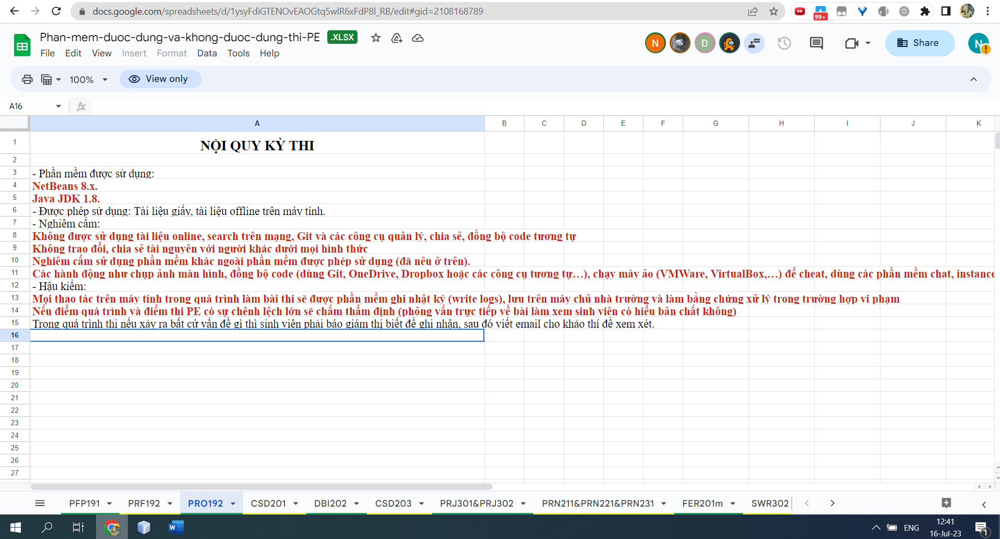 docs.google.com/spreadsheets/d/1ysyFdiGTENOvEAOGtq5wlR6xFdP8l_RB/edit#gid=2108168789
99+
Phan-mem-duoc-dung-va-khong-duoc-dung-thi-PE .XLSX
File Edit View Insert Format Data Tools Help
N D Share N
100% View only
A16 fx
A B C D E F G H I J K
1 NỘI QUY KỲ THI
2
3 - Phần mềm được sử dụng:
4 NetBeans 8.x.
5 Java JDK 1.8.
6 - Được phép sử dụng: Tài liệu giấy, tài liệu offline trên máy tính.
7 - Nghiêm cấm:
8 Không được sử dụng tài liệu online, search trên mạng, Git và các công cụ quản lý, chia sẻ, đồng bộ code tương tự
9 Không trao đổi, chia sẻ tài nguyên với người khác dưới mọi hình thức
10 Nghiêm cấm sử dụng phần mềm khác ngoài phần mềm được phép sử dụng (đã nêu ở trên).
11 Các hành động như chụp ảnh màn hình, đồng bộ code (dùng Git, OneDrive, Dropbox hoặc các công cụ tương tự…), chạy máy ảo (VMWare, VirtualBox,…) để cheat, dùng các phần mềm chat, instance
12 - Hậu kiểm:
13 Mọi thao tác trên máy tính trong quá trình làm bài thi sẽ được phần mềm ghi nhật ký (write logs), lưu trên máy chủ nhà trường và làm bằng chứng xử lý trong trường hợp vi phạm
14 Nếu điểm quá trình và điểm thi PE có sự chênh lệch lớn sẽ chấm thẩm định (phỏng vấn trực tiếp về bài làm xem sinh viên có hiểu bản chất không)
15 Trong quá trình thi nếu xảy ra bất cứ vấn đề gì thì sinh viên phải báo giám thị biết để ghi nhận, sau đó viết email cho khảo thí để xem xét.
16
17
18
19
20
21
22
23
24
25
26
27
PFP191 PRF192 PRO192 CSD201 DBI202 CSD203 PRJ301&PRJ302 PRN211&PRN221&PRN231 FER201m SWR302
W ENG 12:41
16-Jul-23 1